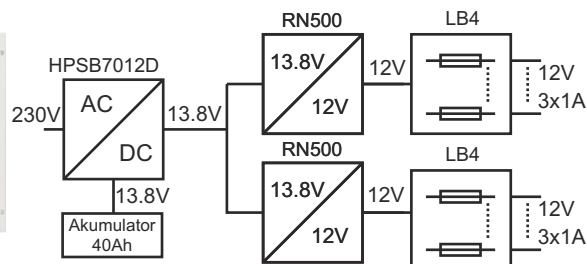 HPSB7012D
230V
AC
DC
13.8V
13.8V
Akumulator
40Ah
RN500
13.8V
12V
12V
LB4
12V
3x1A
RN500
13.8V
12V
12V
LB4
12V
3x1A